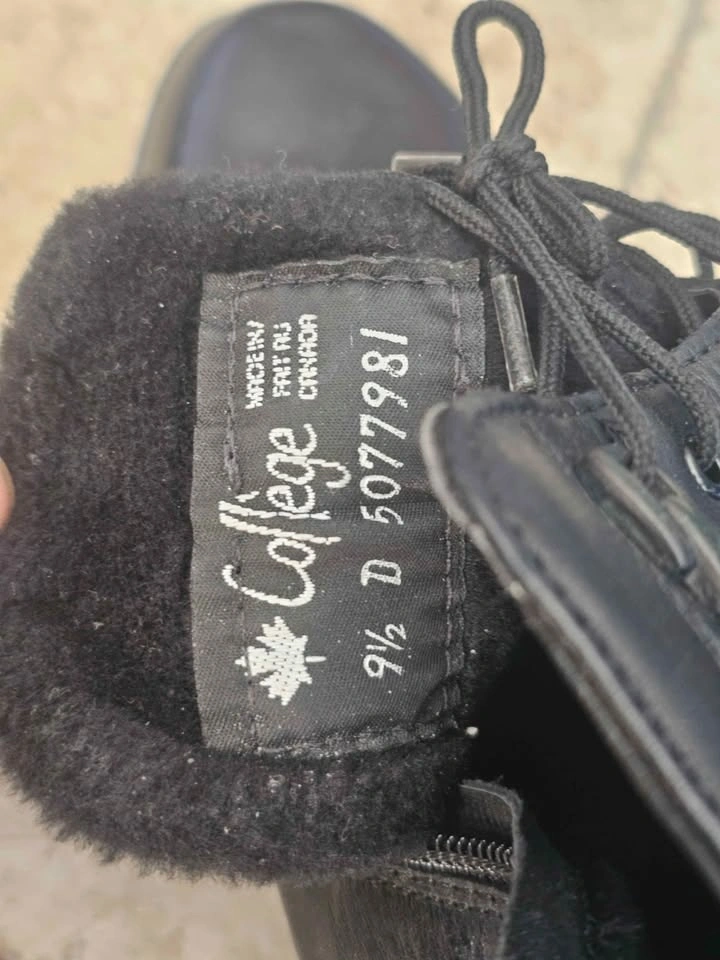 College
MADE IN/
FAIT AU
CANADA
9½ D 5077981